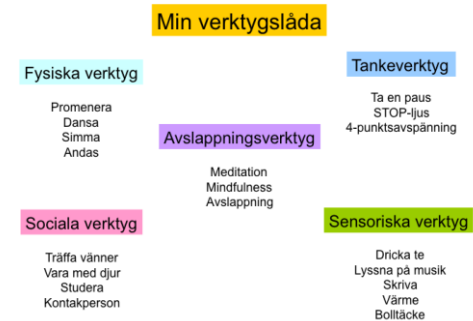 Min verktygslåda
Fysiska verktyg
Promenera
Dansa
Simma
Andas
Tankeverktyg
Ta en paus
STOP-ljus
4-punktsavspänning
Avslappningsverktyg
Meditation
Mindfulness
Avslappning
Sociala verktyg
Träffa vänner
Vara med djur
Studera
Kontakperson
Sensoriska verktyg
Dricka te
Lyssna på musik
Skriva
Värme
Bolltäcke